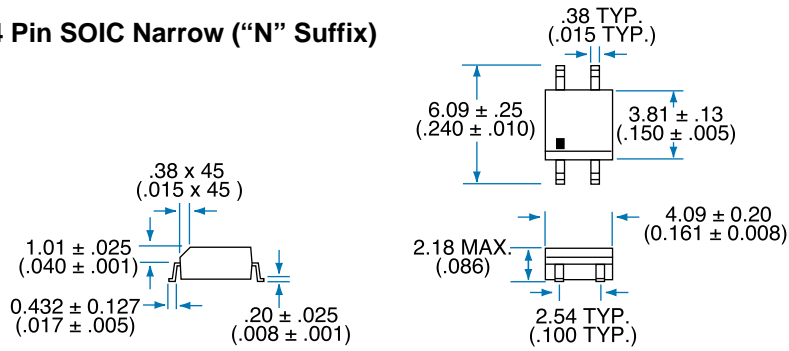 4 Pin SOIC Narrow (“N” Suffix)
.38 TYP.
(.015 TYP.)
6.09 ± .25
(.240 ± .010)
3.81 ± .13
(.150 ± .005)
.38 x 45
(.015 x 45 )
1.01 ± .025
(.040 ± .001)
0.432 ± 0.127
(.017 ± .005)
.20 ± .025
(.008 ± .001)
4.09 ± 0.20
(0.161 ± 0.008)
2.18 MAX.
(.086)
2.54 TYP.
(.100 TYP.)